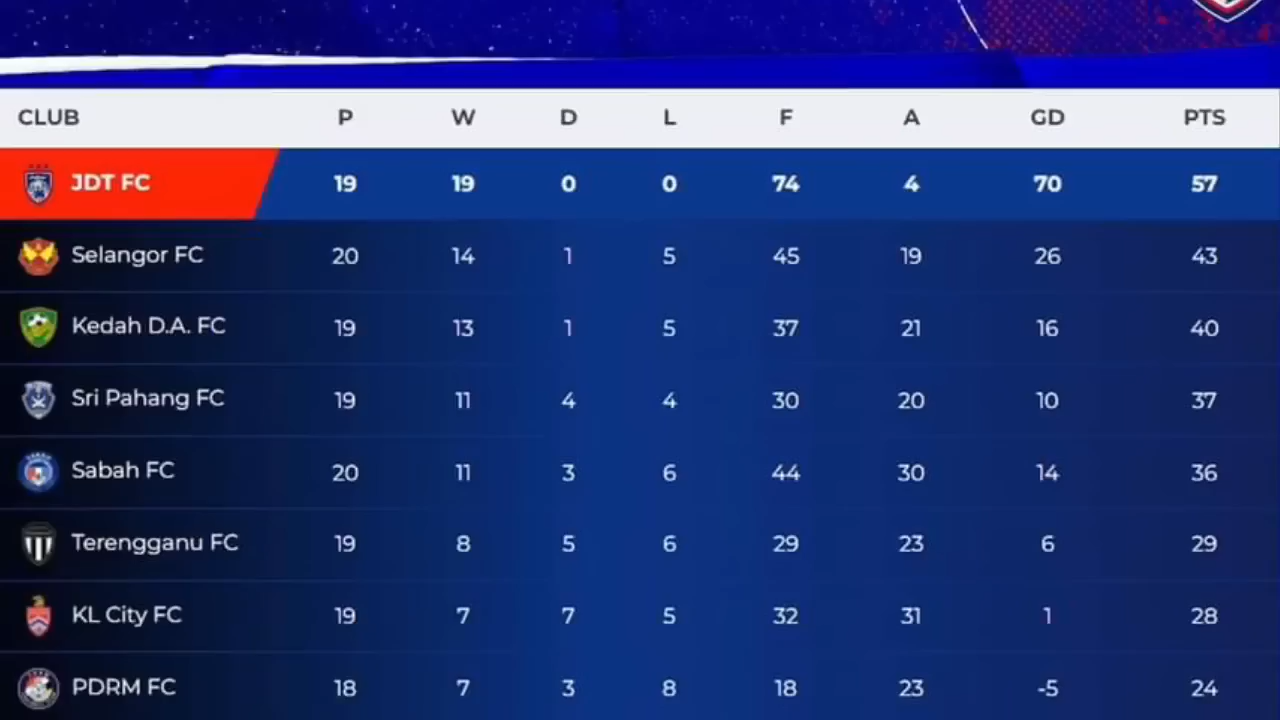 CLUB P W D L F A GD PTS
JDT FC 19 19 0 0 74 4 70 57
Selangor FC 20 14 1 5 45 19 26 43
Kedah D.A. FC 19 13 1 5 37 21 16 40
Sri Pahang FC 19 11 4 4 30 20 10 37
Sabah FC 20 11 3 6 44 30 14 36
Terengganu FC 19 8 5 6 29 23 6 29
KL City FC 19 7 7 5 32 31 1 28
PDRM FC 18 7 3 8 18 23 -5 24